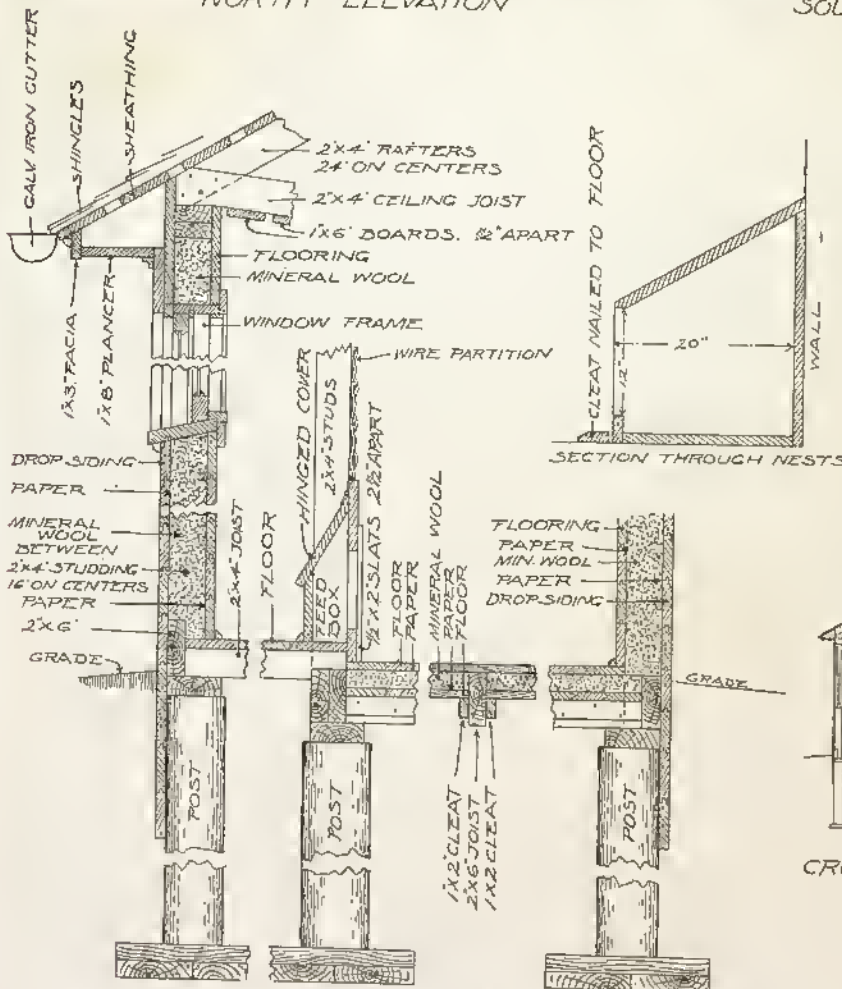 NORTH ELEVATION
GALV. IRON GUTTER
SHINGLES
SHEATHING
2"X4" RAFTERS
24" ON CENTERS
2"X4" CEILING JOIST
1"X6" BOARDS. 1/2" APART
FLOORING
MINERAL WOOL
WINDOW FRAME
1"X3" FACIA
1"X8" PLANCER
WIRE PARTITION
HINGED COVER
2"X4" STUDS
1/2"X2" SLATS 2 1/2" APART
DROP-SIDING
PAPER
MINERAL
WOOL
BETWEEN
2"X4" STUDDING
16" ON CENTERS
PAPER
2"X6"
GRADE
2"X4" JOIST
FLOOR
FEED
BOX
FLOOR
PAPER
MINERAL WOOL
PAPER
FLOOR
CLEAT NAILED TO FLOOR
12"
20"
WALL
SECTION THROUGH NESTS
FLOORING
PAPER
MIN. WOOL
PAPER
DROP-SIDING
GRADE
POST
POST
POST
1"X2" CLEAT
2"X6" JOIST
1"X2" CLEAT